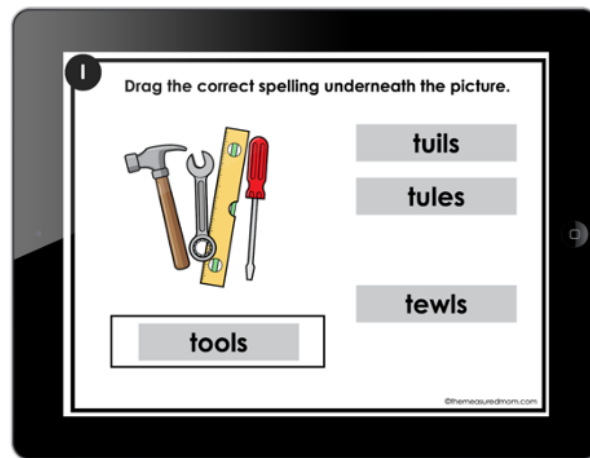 1
Drag the correct spelling underneath the picture.
tuils
tules
tewls
tools
©themeasuredmom.com